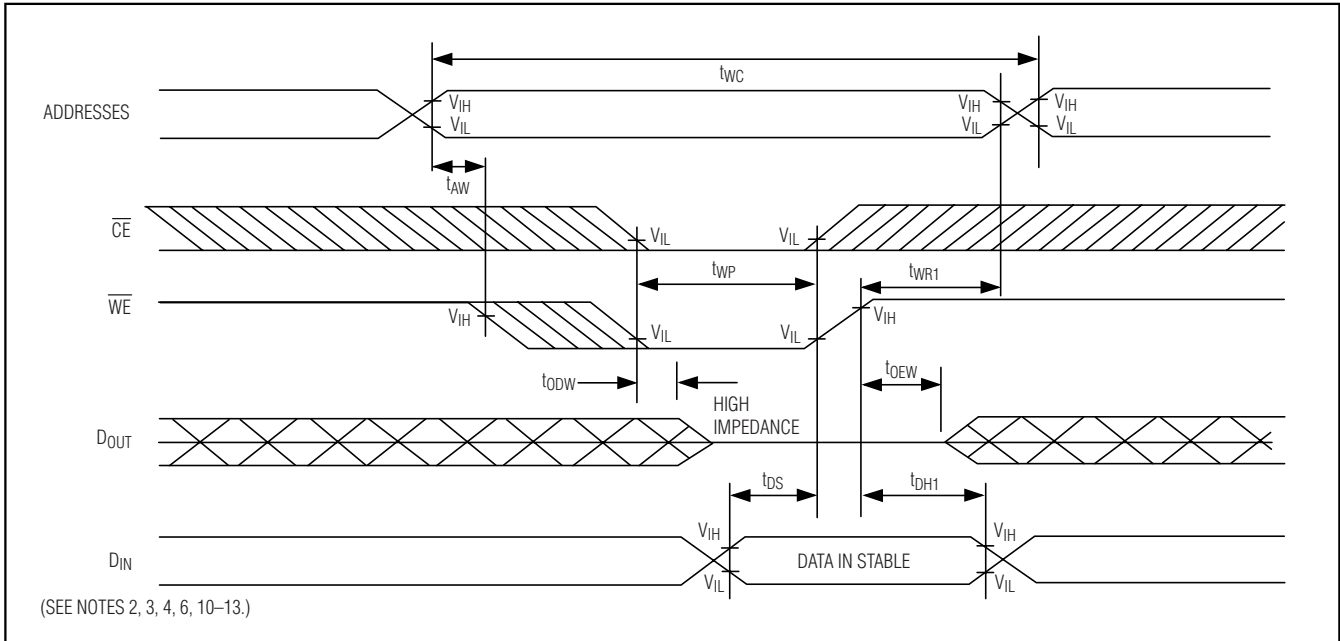 tWC
ADDRESSES
VIH
VIL
VIH
VIL
VIH
VIL
tAW
CE
VIL
VIL
tWP
tWR1
WE
VIH
VIL
VIL
VIH
tODW
tOEW
HIGH
IMPEDANCE
DOUT
tDS
tDH1
VIH
VIH
DIN
DATA IN STABLE
VIL
VIL
(SEE NOTES 2, 3, 4, 6, 10–13.)